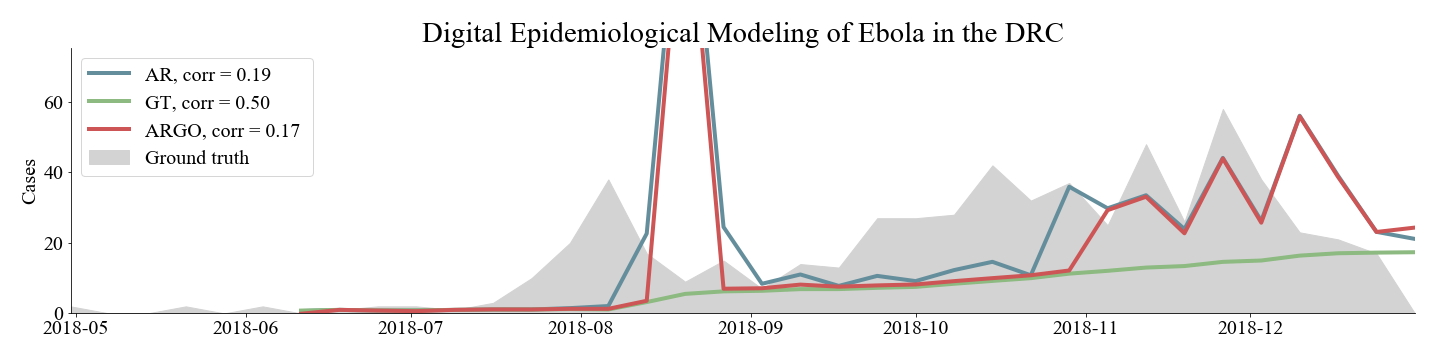 Digital Epidemiological Modeling of Ebola in the DRC
AR, corr = 0.19
GT, corr = 0.50
ARGO, corr = 0.17
Ground truth
Cases
60
40
20
0
2018-05 2018-06 2018-07 2018-08 2018-09 2018-10 2018-11 2018-12